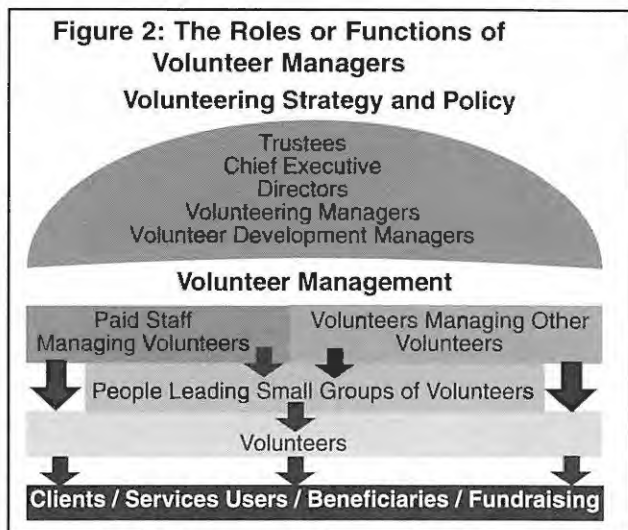 Figure 2: The Roles or Functions of
Volunteer Managers
Volunteering Strategy and Policy
Trustees
Chief Executive
Directors
Volunteering Managers
Volunteer Development Managers
Volunteer Management
Paid Staff
Managing Volunteers
Volunteers Managing Other
Volunteers
People Leading Small Groups of Volunteers
Volunteers
Clients / Services Users / Beneficiaries / Fundraising